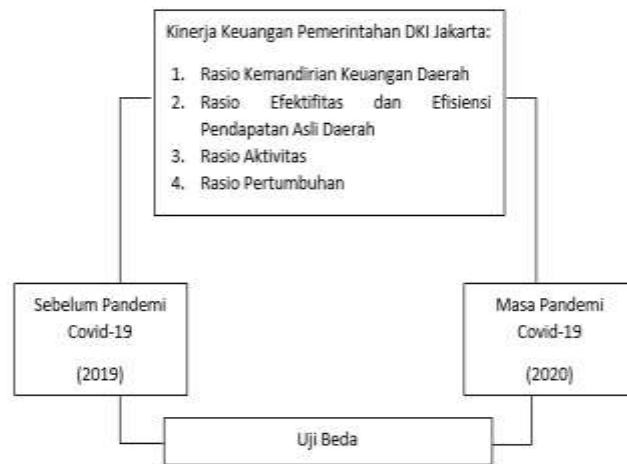 Kinerja Keuangan Pemerintahan DKI Jakarta:
1. Rasio Kemandirian Keuangan Daerah
2. Rasio Efektifitas dan Efisiensi
Pendapatan Asli Daerah
3. Rasio Aktivitas
4. Rasio Pertumbuhan
Sebelum Pandemi
Covid-19
(2019)
Masa Pandemi
Covid-19
(2020)
Uji Beda